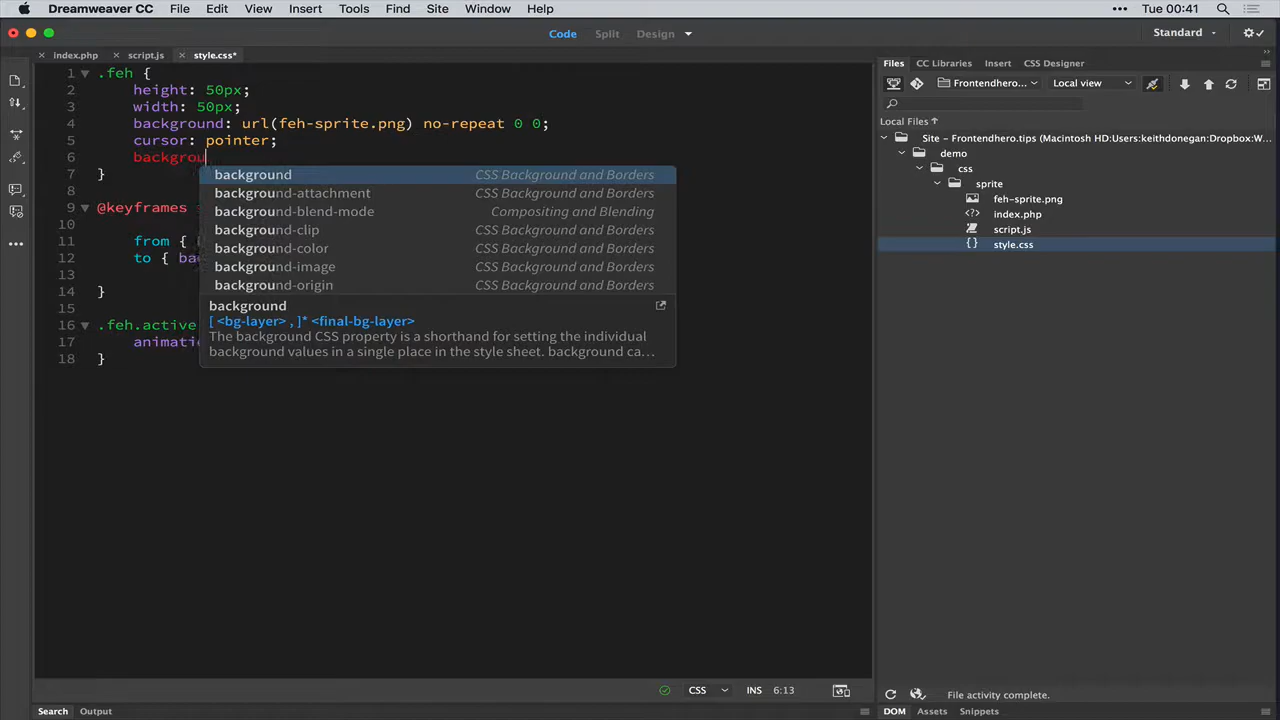 Dreamweaver CC File Edit View Insert Tools Find Site Window Help ••• Tue 00:41
Code Split Design Standard
index.php script.js style.css*
1 .feh {
2 height: 50px;
3 width: 50px;
4 background: url(feh-sprite.png) no-repeat 0 0;
5 cursor: pointer;
6 backgrou
7 }
8
9 @keyframes
10
11 from {
12 to { ba
13
14 }
15
16 .feh.active
17 animati
18 }
background CSS Background and Borders
background-attachment CSS Background and Borders
background-blend-mode Compositing and Blending
background-clip CSS Background and Borders
background-color CSS Background and Borders
background-image CSS Background and Borders
background-origin CSS Background and Borders
background
[ <bg-layer> , ]* <final-bg-layer>
The background CSS property is a shorthand for setting the individual
background values in a single place in the style sheet. background ca…
Files CC Libraries Insert CSS Designer
Frontendhero... Local view
Local Files
Site - Frontendhero.tips (Macintosh HD:Users:keithdonegan:Dropbox:W...
demo
css
sprite
feh-sprite.png
index.php
script.js
style.css
CSS INS 6:13
File activity complete.
Search Output
DOM Assets Snippets